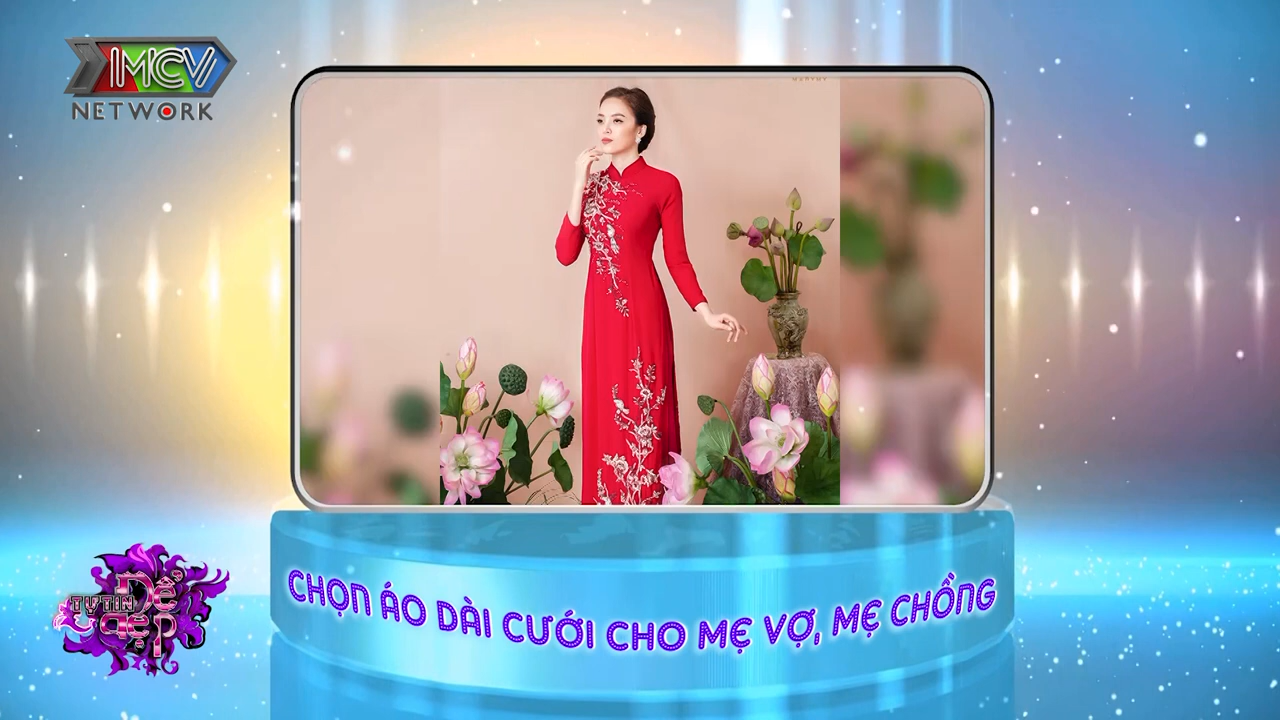 MCV
NETWORK
TỰ TIN
Để
đẹp
CHỌN ÁO DÀI CƯỚI CHO MẸ VỢ, MẸ CHỒNG